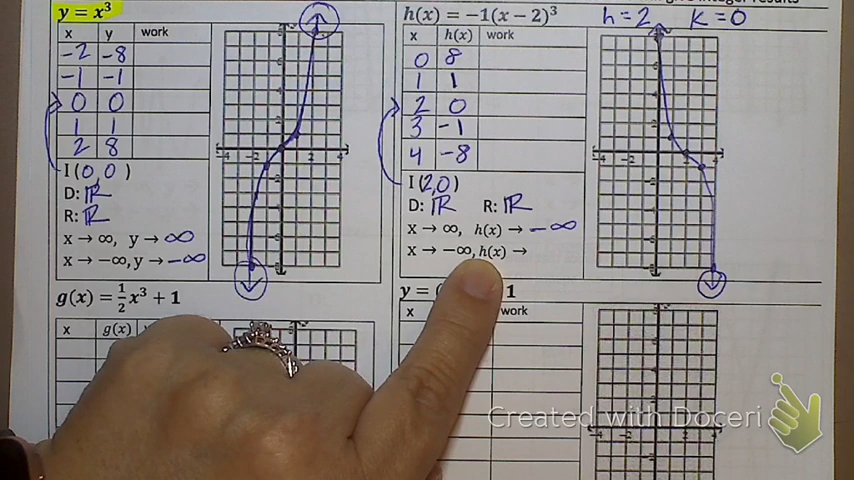 integer results
y = x³
x y work
-2 -8
-1 -1
0 0
1 1
2 8
I (0,0)
D: ℝ
R: ℝ
x → ∞, y → ∞
x → -∞, y → -∞
h(x) = -1(x - 2)³ h=2 K=0
x h(x) work
0 8
1 1
2 0
3 -1
4 -8
I (2,0)
D: ℝ R: ℝ
x → ∞, h(x) → -∞
x → -∞, h(x) →
g(x) = ½x³ + 1
x g(x)
y = ( 1
x work
Created with Doceri